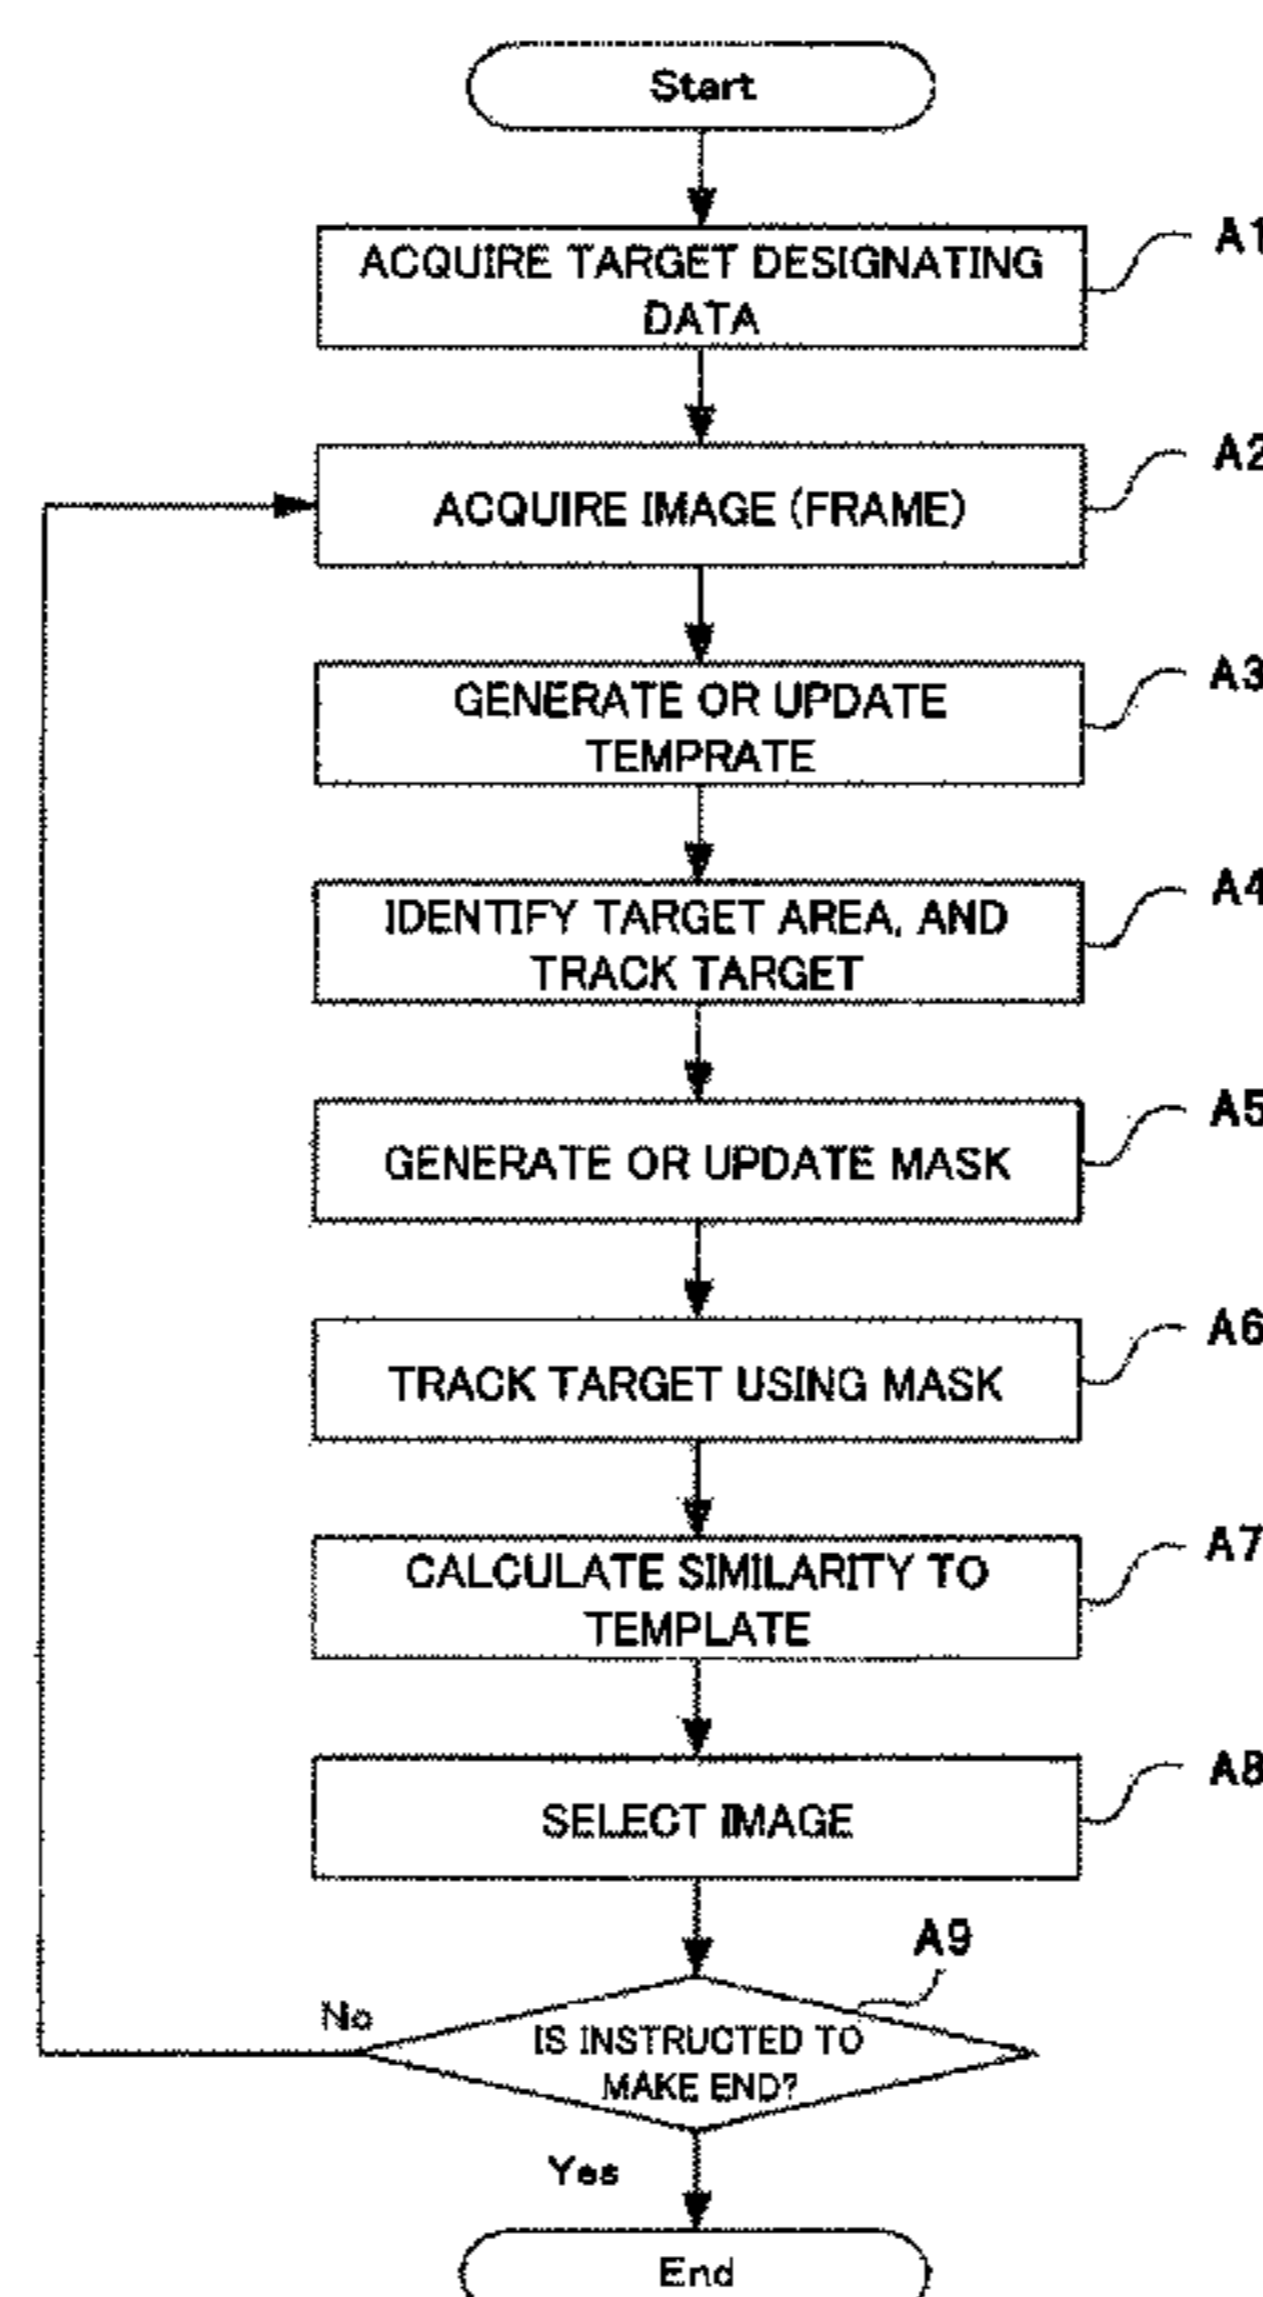 Start
ACQUIRE TARGET DESIGNATING
DATA
A1
ACQUIRE IMAGE (FRAME)
A2
GENERATE OR UPDATE
TEMPRATE
A3
IDENTIFY TARGET AREA, AND
TRACK TARGET
A4
GENERATE OR UPDATE MASK
A5
TRACK TARGET USING MASK
A6
CALCULATE SIMILARITY TO
TEMPLATE
A7
SELECT IMAGE
A8
A9
No
IS INSTRUCTED TO
MAKE END?
Yes
End